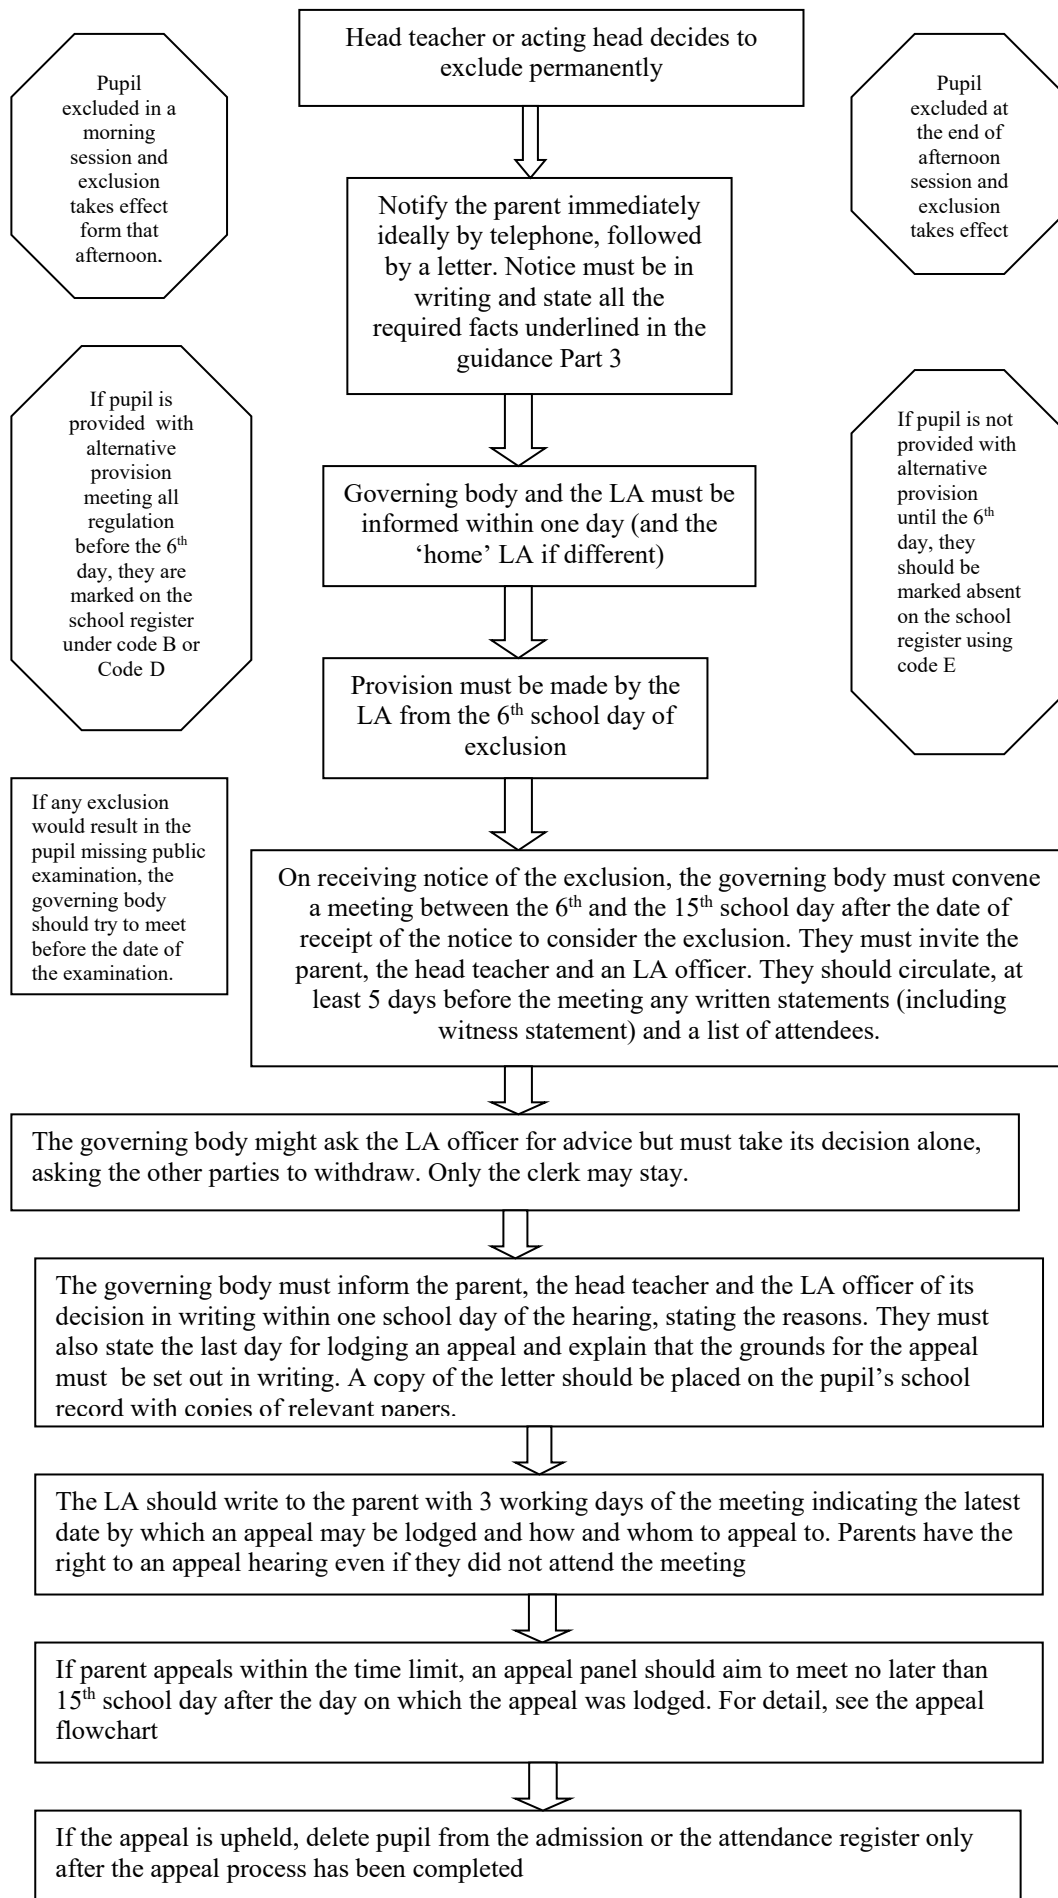 Head teacher or acting head decides to
exclude permanently
Pupil
excluded in a
morning
session and
exclusion
takes effect
form that
afternoon.
Pupil
excluded at
the end of
afternoon
session and
exclusion
takes effect
Notify the parent immediately
ideally by telephone, followed
by a letter. Notice must be in
writing and state all the
required facts underlined in the
guidance Part 3
If pupil is
provided  with
alternative
provision
meeting all
regulation
before the 6th
day, they are
marked on the
school register
under code B or
Code D
If pupil is not
provided with
alternative
provision
until the 6th
day, they
should be
marked absent
on the school
register using
code E
Governing body and the LA must be
informed within one day (and the
‘home’ LA if different)
Provision must be made by the
LA from the 6th school day of
exclusion
If any exclusion
would result in the
pupil missing public
examination, the
governing body
should try to meet
before the date of
the examination.
On receiving notice of the exclusion, the governing body must convene
a meeting between the 6th and the 15th school day after the date of
receipt of the notice to consider the exclusion. They must invite the
parent, the head teacher and an LA officer. They should circulate, at
least 5 days before the meeting any written statements (including
witness statement) and a list of attendees.
The governing body might ask the LA officer for advice but must take its decision alone,
asking the other parties to withdraw. Only the clerk may stay.
The governing body must inform the parent, the head teacher and the LA officer of its
decision in writing within one school day of the hearing, stating the reasons. They must
also state the last day for lodging an appeal and explain that the grounds for the appeal
must  be set out in writing. A copy of the letter should be placed on the pupil’s school
record with copies of relevant papers.
The LA should write to the parent with 3 working days of the meeting indicating the latest
date by which an appeal may be lodged and how and whom to appeal to. Parents have the
right to an appeal hearing even if they did not attend the meeting
If parent appeals within the time limit, an appeal panel should aim to meet no later than
15th school day after the day on which the appeal was lodged. For detail, see the appeal
flowchart
If the appeal is upheld, delete pupil from the admission or the attendance register only
after the appeal process has been completed